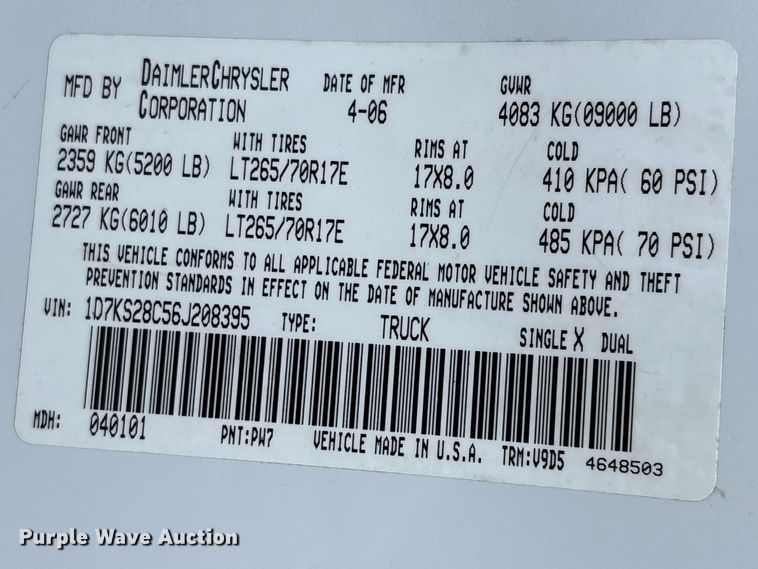 MFD BY DAIMLERCHRYSLER CORPORATION DATE OF MFR 4-06 GVWR 4083 KG(09000 LB)
GAWR FRONT WITH TIRES RIMS AT COLD
2359 KG(5200 LB) LT265/70R17E 17X8.0 410 KPA( 60 PSI)
GAWR REAR WITH TIRES RIMS AT COLD
2727 KG(6010 LB) LT265/70R17E 17X8.0 485 KPA( 70 PSI)
THIS VEHICLE CONFORMS TO ALL APPLICABLE FEDERAL MOTOR VEHICLE SAFETY AND THEFT
PREVENTION STANDARDS IN EFFECT ON THE DATE OF MANUFACTURE SHOWN ABOVE.
VIN: 1D7KS28C56J208395 TYPE: TRUCK SINGLE X DUAL
MDH: 040101 PNT:PW7 VEHICLE MADE IN U.S.A. TRM:V9D5 4648503
Purple Wave Auction